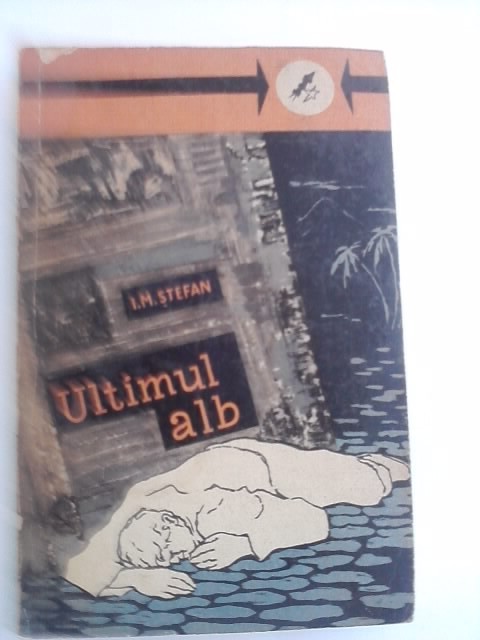 I.M. ŞTEFAN
Ultimul
alb